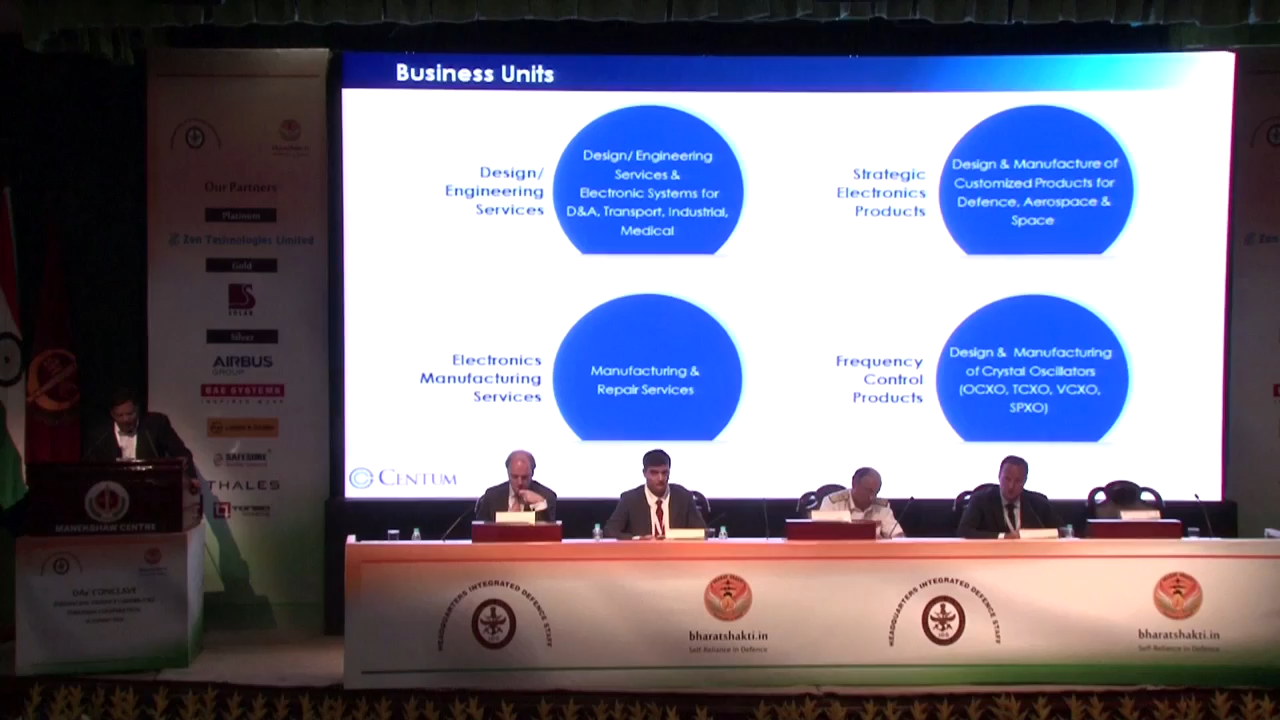 Business Units
Design/
Engineering
Services
Design/ Engineering
Services &
Electronic Systems for
D&A, Transport, Industrial,
Medical
Strategic
Electronics
Products
Design & Manufacture of
Customized Products for
Defence, Aerospace &
Space
Electronics
Manufacturing
Services
Manufacturing &
Repair Services
Frequency
Control
Products
Design & Manufacturing
of Crystal Oscillators
(OCXO, TCXO, VCXO,
SPXO)
CENTUM
Our Partners
Platinum
Zen Technologies Limited
Gold
SOLAR
Silver
AIRBUS
GROUP
BAE SYSTEMS
INSPIRED WORK
THALES
MANEKSHAW CENTRE
HEADQUARTERS INTEGRATED DEFENCE STAFF
bharatshakti.in
Self-Reliance in Defence
HEADQUARTERS INTEGRATED DEFENCE STAFF
bharatshakti.in
Self-Reliance in Defence